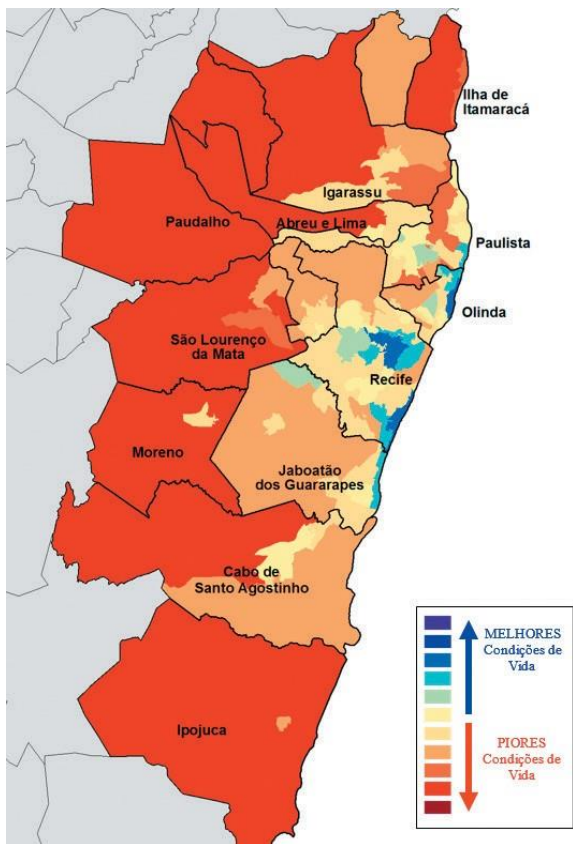 Ilha de
Itamaracá
Igarassu
Paudalho
Abreu e Lima
Paulista
Olinda
São Lourenço
da Mata
Recife
Moreno
Jaboatão
dos Guararapes
Cabo de
Santo Agostinho
Ipojuca
MELHORES
Condições de
Vida
PIORES
Condições de
Vida